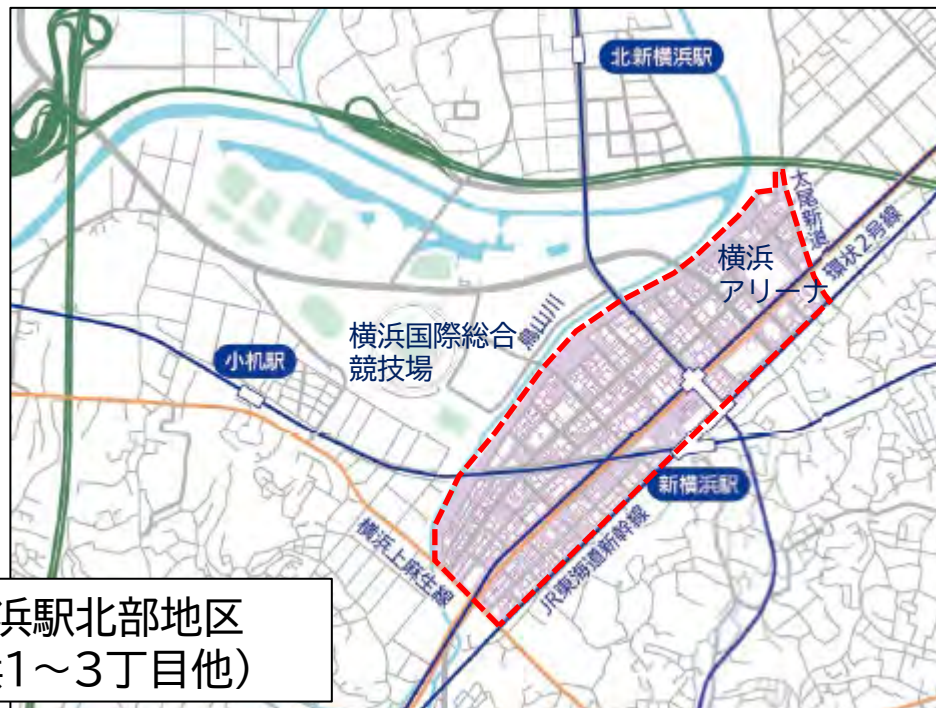 北新横浜駅
太尾新道
環状2号線
横浜
アリーナ
鳥山川
横浜国際総合
競技場
小机駅
新横浜駅
横浜上麻生線
JR東海道新幹線
浜駅北部地区
1～3丁目他）